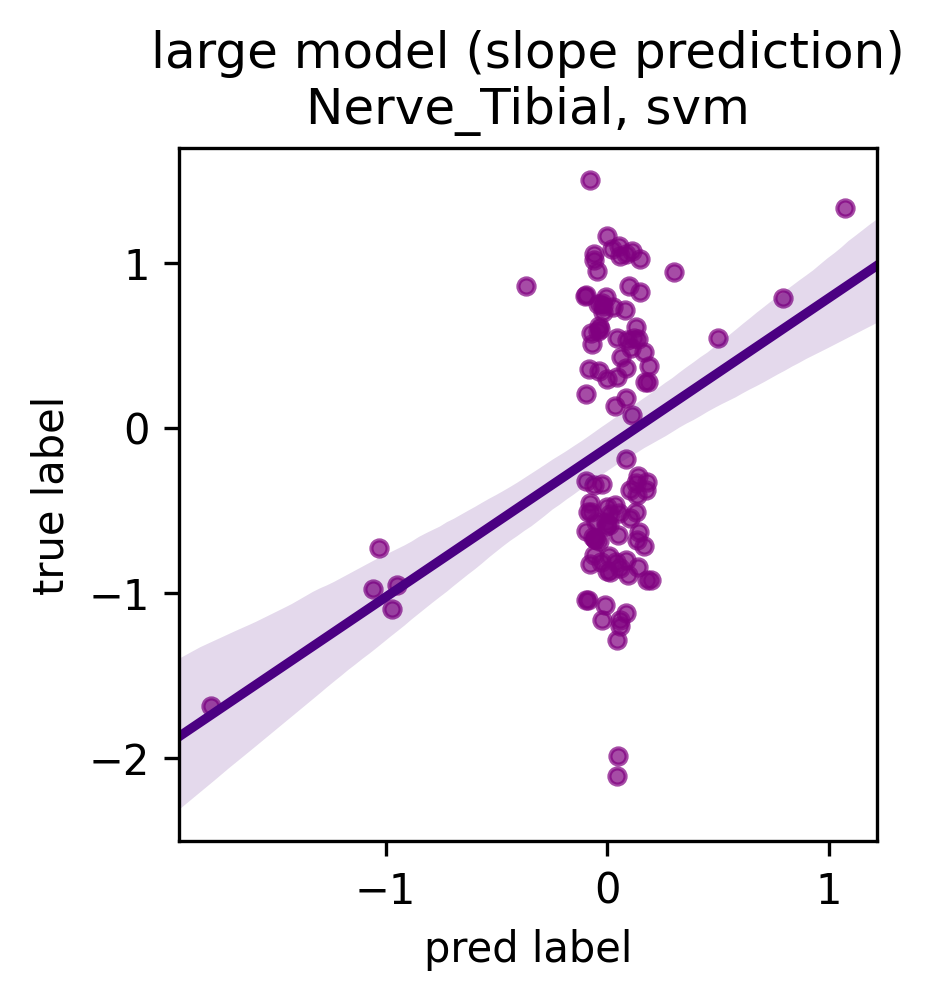 large model (slope prediction)
Nerve_Tibial, svm
1
0
−1
−2
true label
−1
0
1
pred label